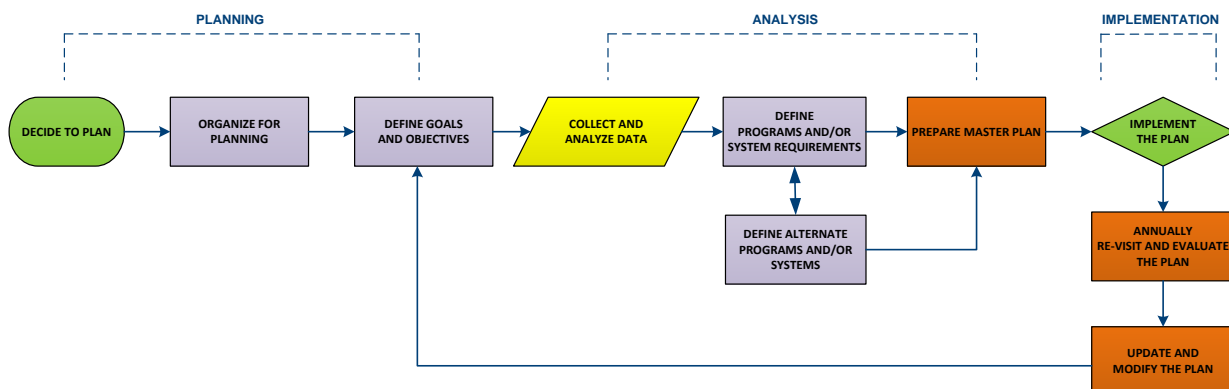 PLANNING
ANALYSIS
IMPLEMENTATION
DECIDE TO PLAN
ORGANIZE FOR
PLANNING
DEFINE GOALS
AND OBJECTIVES
COLLECT AND
ANALYZE DATA
DEFINE
PROGRAMS AND/OR
SYSTEM REQUIREMENTS
PREPARE MASTER PLAN
IMPLEMENT
THE PLAN
DEFINE ALTERNATE
PROGRAMS AND/OR
SYSTEMS
ANNUALLY
RE-VISIT AND EVALUATE
THE PLAN
UPDATE AND
MODIFY THE PLAN